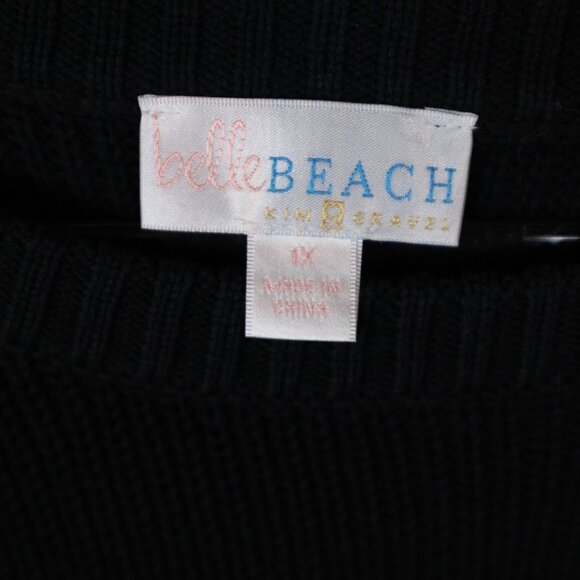 belleBEACH
KIM GRAVEL
1X
MADE IN
CHINA